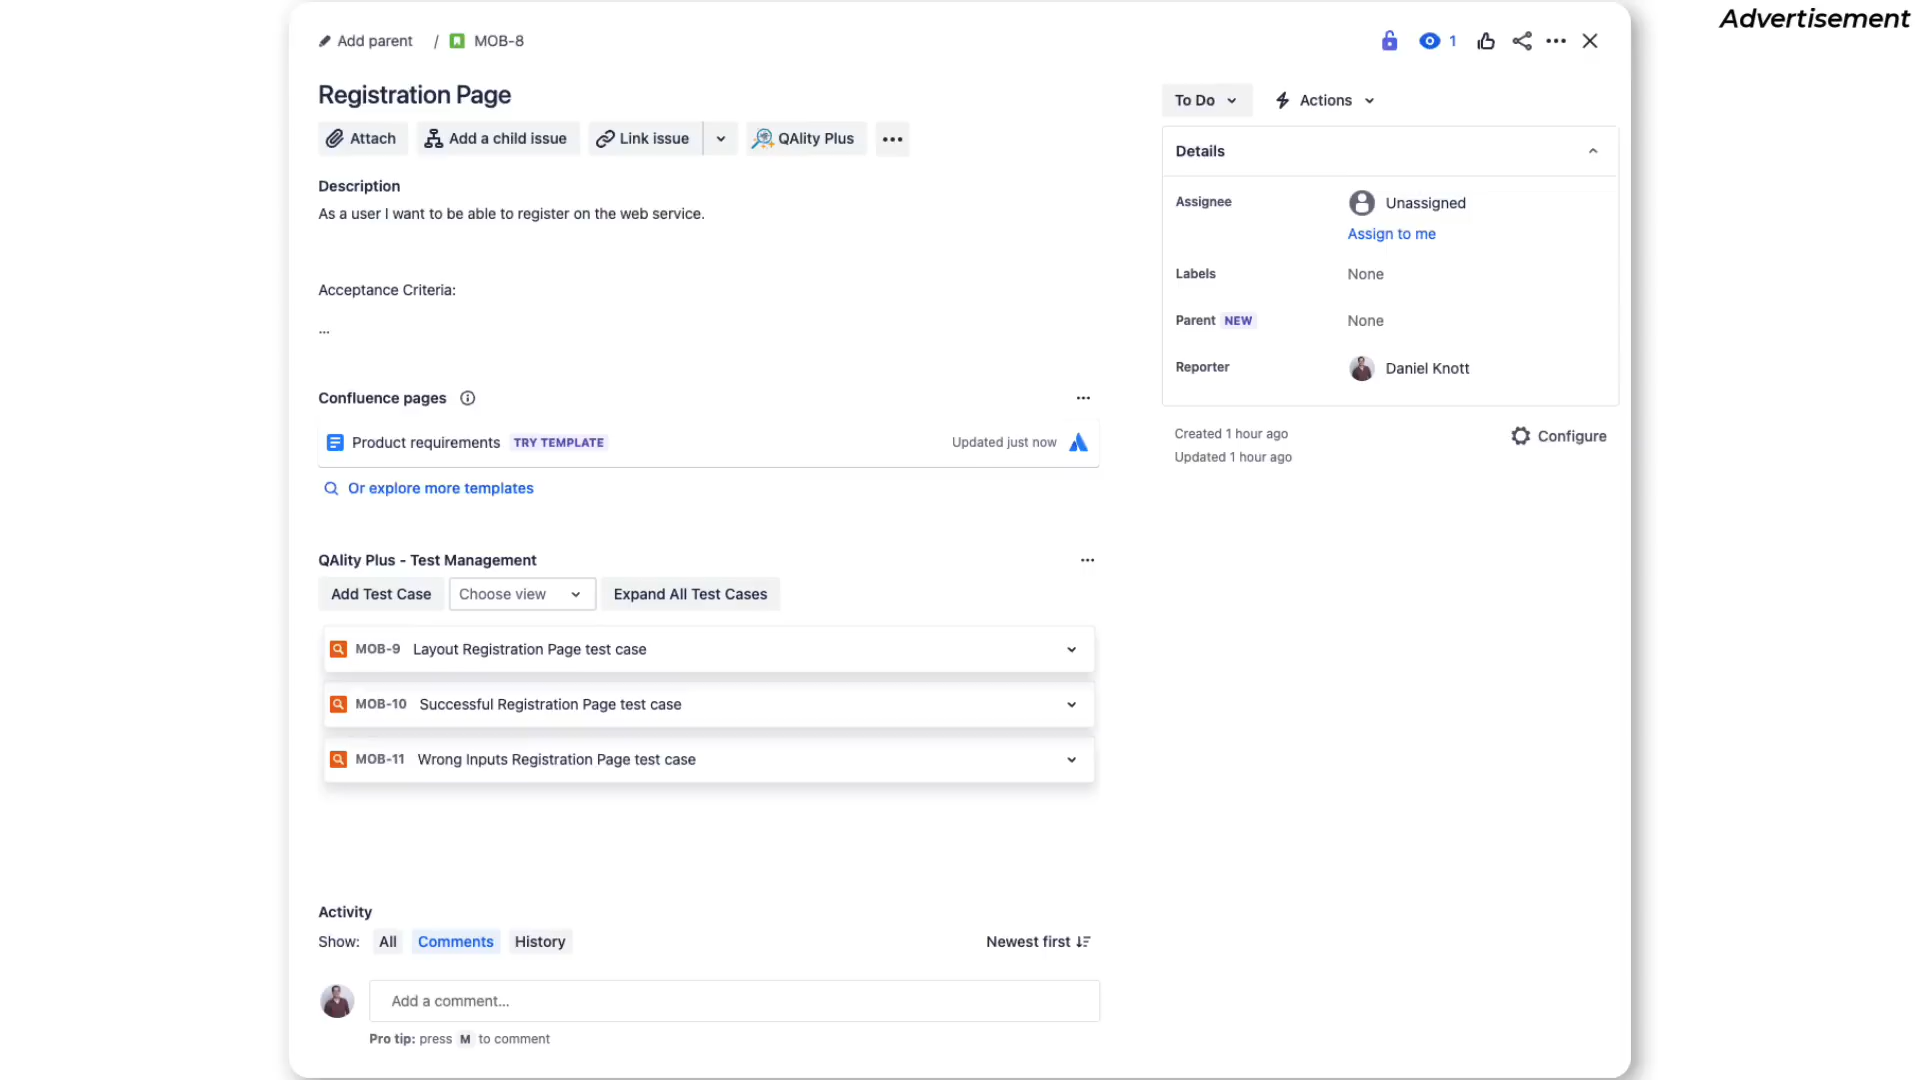 Advertisement
Add parent / MOB-8
1
Registration Page
To Do
Actions
Attach
Add a child issue
Link issue
QAlity Plus
Details
Description
As a user I want to be able to register on the web service.
Assignee
Unassigned
Assign to me
Labels
None
Acceptance Criteria:
...
Parent NEW
None
Reporter
Daniel Knott
Confluence pages
Product requirements TRY TEMPLATE
Updated just now
Created 1 hour ago
Updated 1 hour ago
Configure
Or explore more templates
QAlity Plus - Test Management
Add Test Case
Choose view
Expand All Test Cases
MOB-9 Layout Registration Page test case
MOB-10 Successful Registration Page test case
MOB-11 Wrong Inputs Registration Page test case
Activity
Show: All Comments History
Newest first
Add a comment...
Pro tip: press M to comment